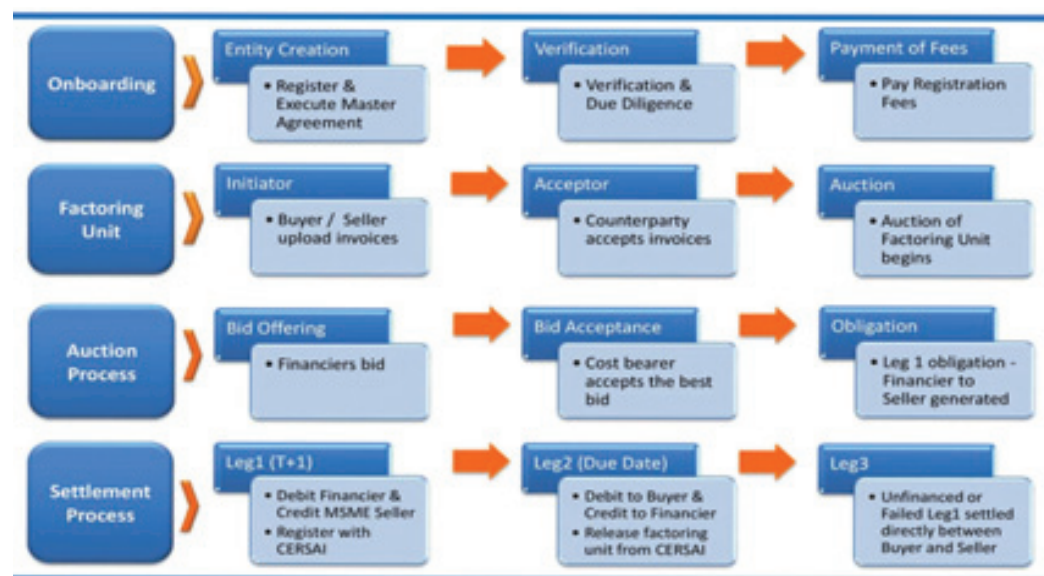 Onboarding
Entity Creation
• Register &
Execute Master
Agreement
Verification
• Verification &
Due Diligence
Payment of Fees
• Pay Registration
Fees
Factoring
Unit
Initiator
• Buyer / Seller
upload invoices
Acceptor
• Counterparty
accepts invoices
Auction
• Auction of
Factoring Unit
begins
Auction
Process
Bid Offering
• Financiers bid
Bid Acceptance
• Cost bearer
accepts the best
bid
Obligation
• Leg 1 obligation -
Financier to
Seller generated
Settlement
Process
Leg1 (T+1)
• Debit Financier &
Credit MSME Seller
• Register with
CERSAI
Leg2 (Due Date)
• Debit to Buyer &
Credit to Financier
• Release factoring
unit from CERSAI
Leg3
• Unfinanced or
Failed Leg1 settled
directly between
Buyer and Seller